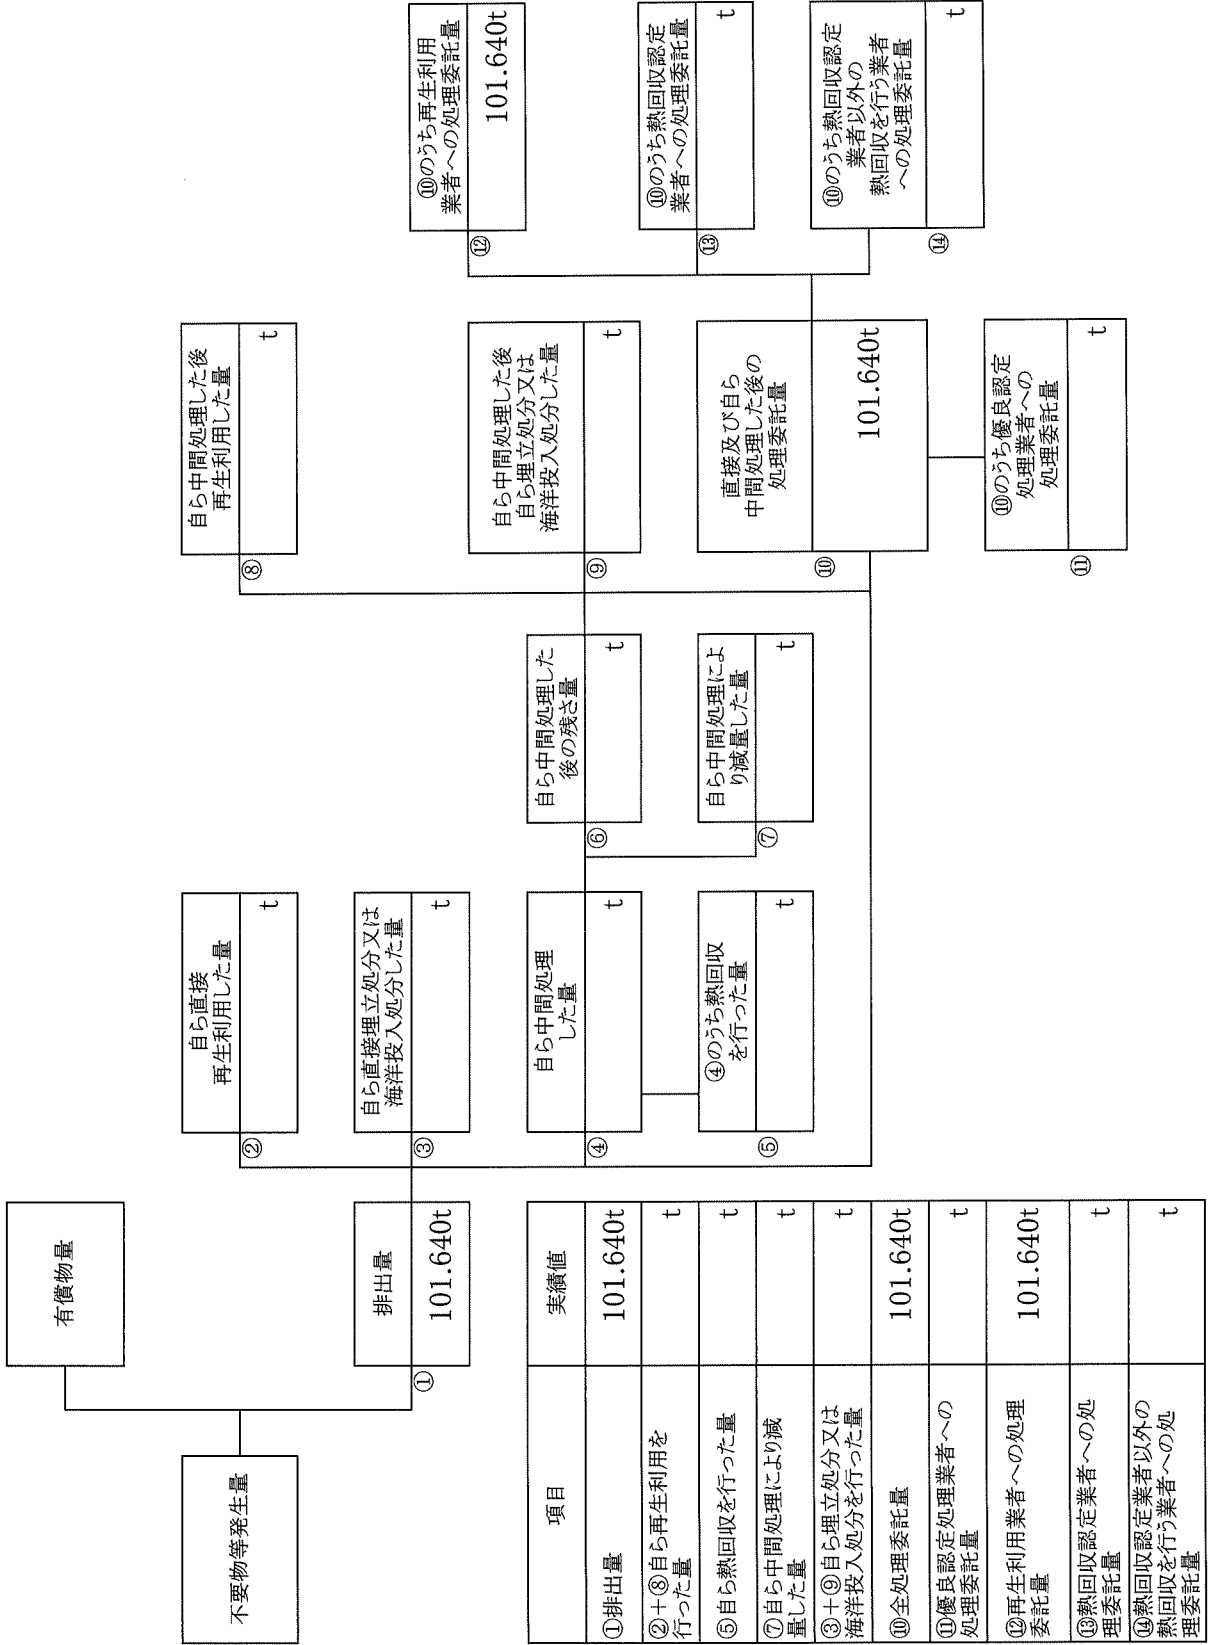 有償物量
不要物等発生量
排出量
①
101.640t
自ら直接
再生利用した量
②
t
自ら直接埋立処分又は
海洋投入処分した量
③
t
自ら中間処理
した量
④
t
④のうち熱回収
を行った量
⑤
t
自ら中間処理した
後の残さ量
⑥
t
自ら中間処理によ
り減量した量
⑦
t
自ら中間処理した後
再生利用した量
⑧
t
自ら中間処理した後
自ら埋立処分又は
海洋投入処分した量
⑨
t
直接及び自ら
中間処理した後の
処理委託量
⑩
101.640t
⑩のうち優良認定
処理業者への
処理委託量
⑪
t
⑩のうち再生利用
業者への処理委託量
⑫
101.640t
⑩のうち熱回収認定
業者への処理委託量
⑬
t
⑩のうち熱回収認定
業者以外の
熱回収を行う業者
への処理委託量
⑭
t
項目
実績値
①排出量
101.640t
②+⑧自ら再生利用を
行った量
t
⑤自ら熱回収を行った量
t
⑦自ら中間処理により減
量した量
t
③+⑨自ら埋立処分又は
海洋投入処分を行った量
t
⑩全処理委託量
101.640t
⑪優良認定処理業者への
処理委託量
t
⑫再生利用業者への処理
委託量
101.640t
⑬熱回収認定業者への処
理委託量
t
⑭熱回収認定業者以外の
熱回収を行う業者への処
理委託量
t